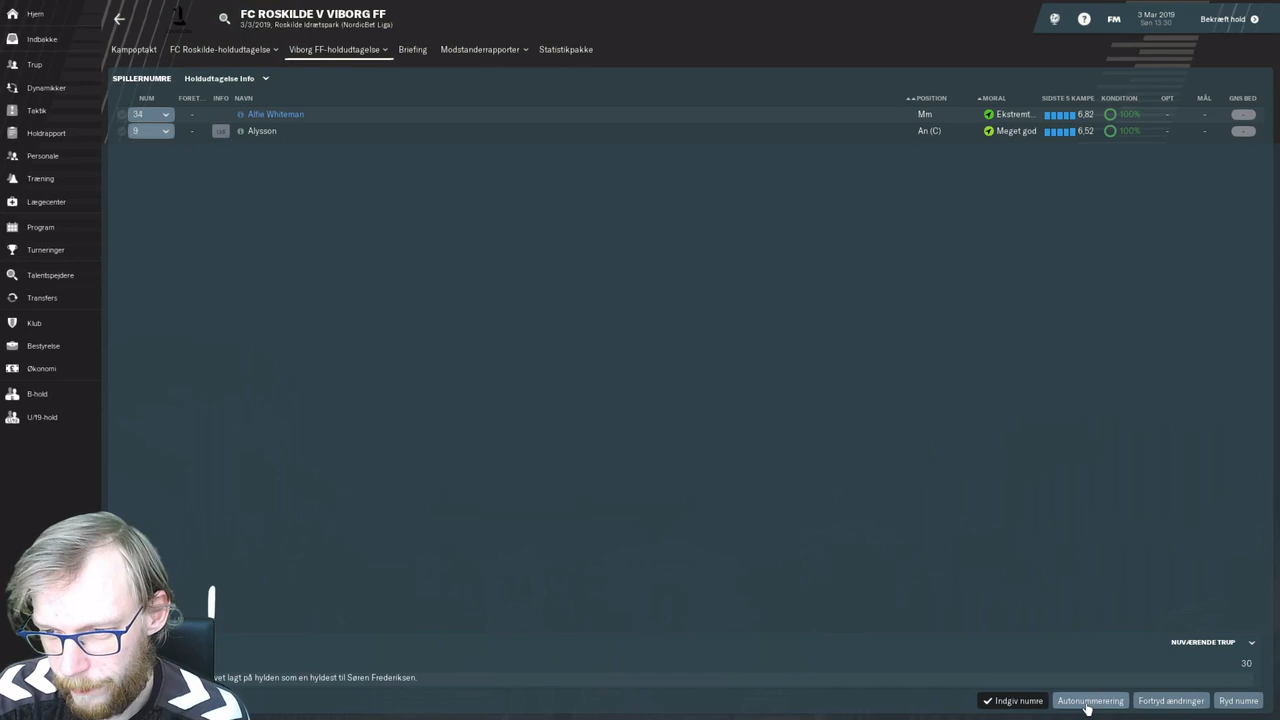 Hjem
Indbakke
Trup
Dynamikker
Taktik
Holdrapport
Personale
Træning
Lægecenter
Program
Turneringer
Talentspejdere
Transfers
Klub
Bestyrelse
Økonomi
B-hold
U/19-hold
FC ROSKILDE V VIBORG FF
3/3/2019, Roskilde Idrætspark (NordicBet Liga)
FM
3 Mar 2019
Søn 13:30
Bekræft hold
Kampoptakt
FC Roskilde-holdudtagelse
Viborg FF-holdudtagelse
Briefing
Modstanderrapporter
Statistikpakke
SPILLERNUMRE Holdudtagelse Info
NUM FORET... INFO NAVN POSITION MORAL SIDSTE 5 KAMPE KONDITION OPT MÅL GNS BED
34 - Alfie Whiteman Mm Ekstremt... 6,82 100% - - -
9 - Alysson An (C) Meget god 6,52 100% - - -
NUVÆRENDE TRUP
30
vet lagt på hylden som en hyldest til Søren Frederiksen.
Indgiv numre Autonummerering Fortryd ændringer Ryd numre